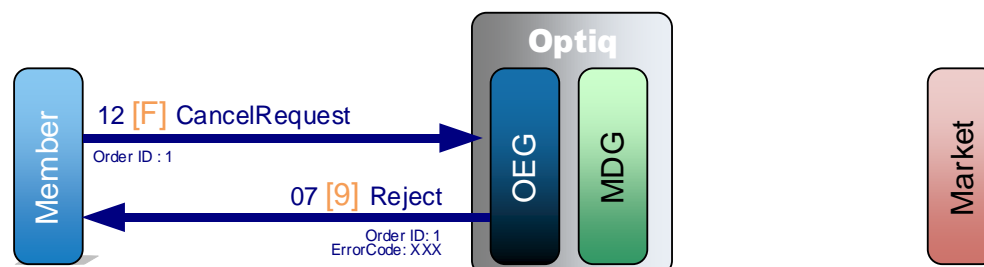 Optiq
Member
12 [F] CancelRequest
Order ID : 1
07 [9] Reject
Order ID: 1
ErrorCode: XXX
OEG
MDG
Market